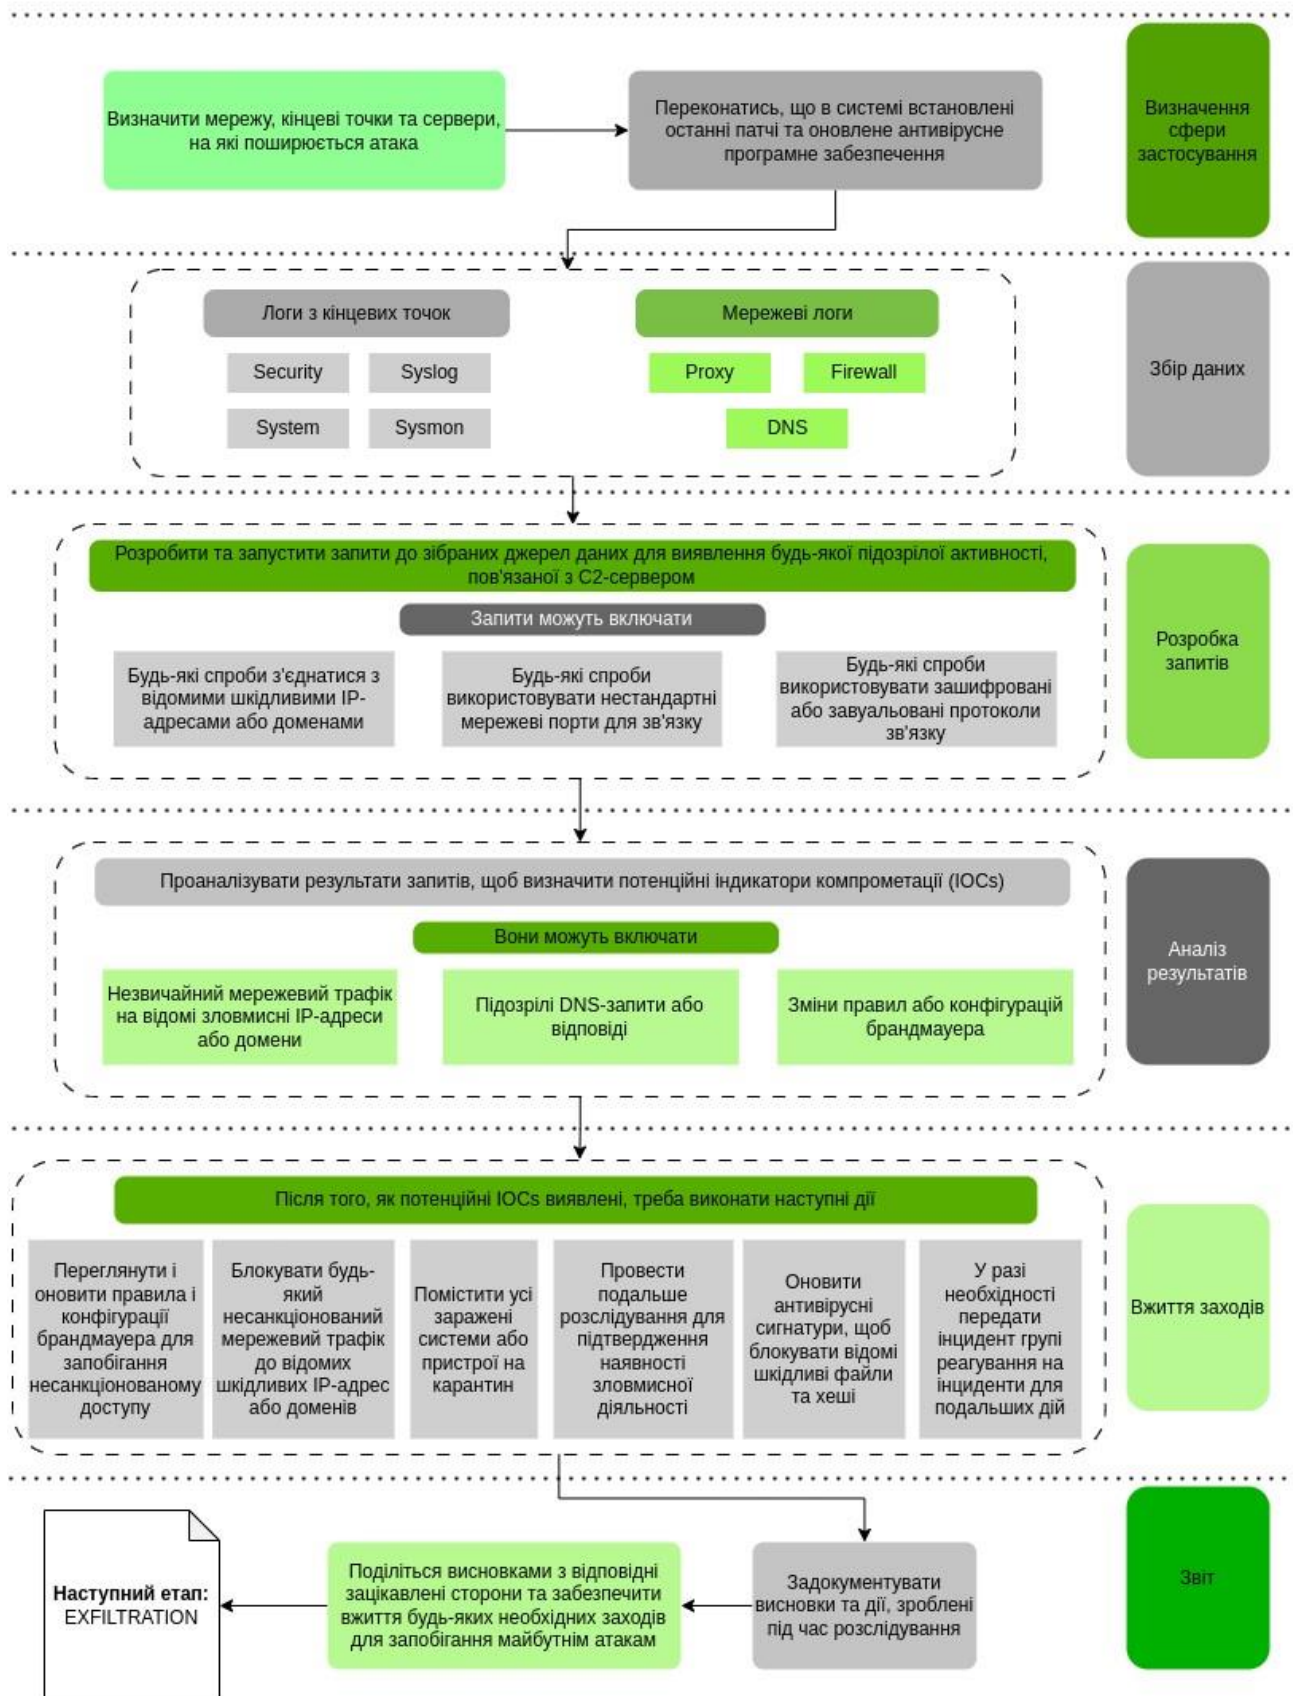 Визначити мережу, кінцеві точки та сервери,
на які поширюється атака
Переконатись, що в системі встановлені
останні патчі та оновлене антивірусне
програмне забезпечення
Визначення
сфери
застосування
Логи з кінцевих точок
Security
Syslog
System
Sysmon
Мережеві логи
Proxy
Firewall
DNS
Збір даних
Розробити та запустити запити до зібраних джерел даних для виявлення будь-якої підозрілої активності,
пов'язаної з C2-сервером
Запити можуть включати
Будь-які спроби з'єднатися з
відомими шкідливими IP-
адресами або доменами
Будь-які спроби
використовувати нестандартні
мережеві порти для зв'язку
Будь-які спроби
використовувати зашифровані
або завуальовані протоколи
зв'язку
Розробка
запитів
Проаналізувати результати запитів, щоб визначити потенційні індикатори компрометації (IOCs)
Вони можуть включати
Незвичайний мережевий трафік
на відомі зловмисні IP-адреси
або домени
Підозрілі DNS-запити або
відповіді
Зміни правил або конфігурацій
брандмауера
Аналіз
результатів
Після того, як потенційні IOCs виявлені, треба виконати наступні дії
Переглянути і
оновити правила і
конфігурації
брандмауера для
запобігання
несанкціонованому
доступу
Блокувати будь-
який
несанкціонований
мережевий трафік
до відомих
шкідливих IP-адрес
або доменів
Помістити усі
заражені
системи або
пристрої на
карантин
Провести
подальше
розслідування для
підтвердження
наявності
зловмисної
діяльності
Оновити
антивірусні
сигнатури, щоб
блокувати відомі
шкідливі файли
та хеші
У разі
необхідності
передати
інцидент групі
реагування на
інциденти для
подальших дій
Вжиття заходів
Задокументувати
висновки та дії, зроблені
під час розслідування
Поділіться висновками з відповідні
зацікавлені сторони та забезпечити
вжиття будь-яких необхідних заходів
для запобігання майбутнім атакам
Наступний етап:
EXFILTRATION
Звіт